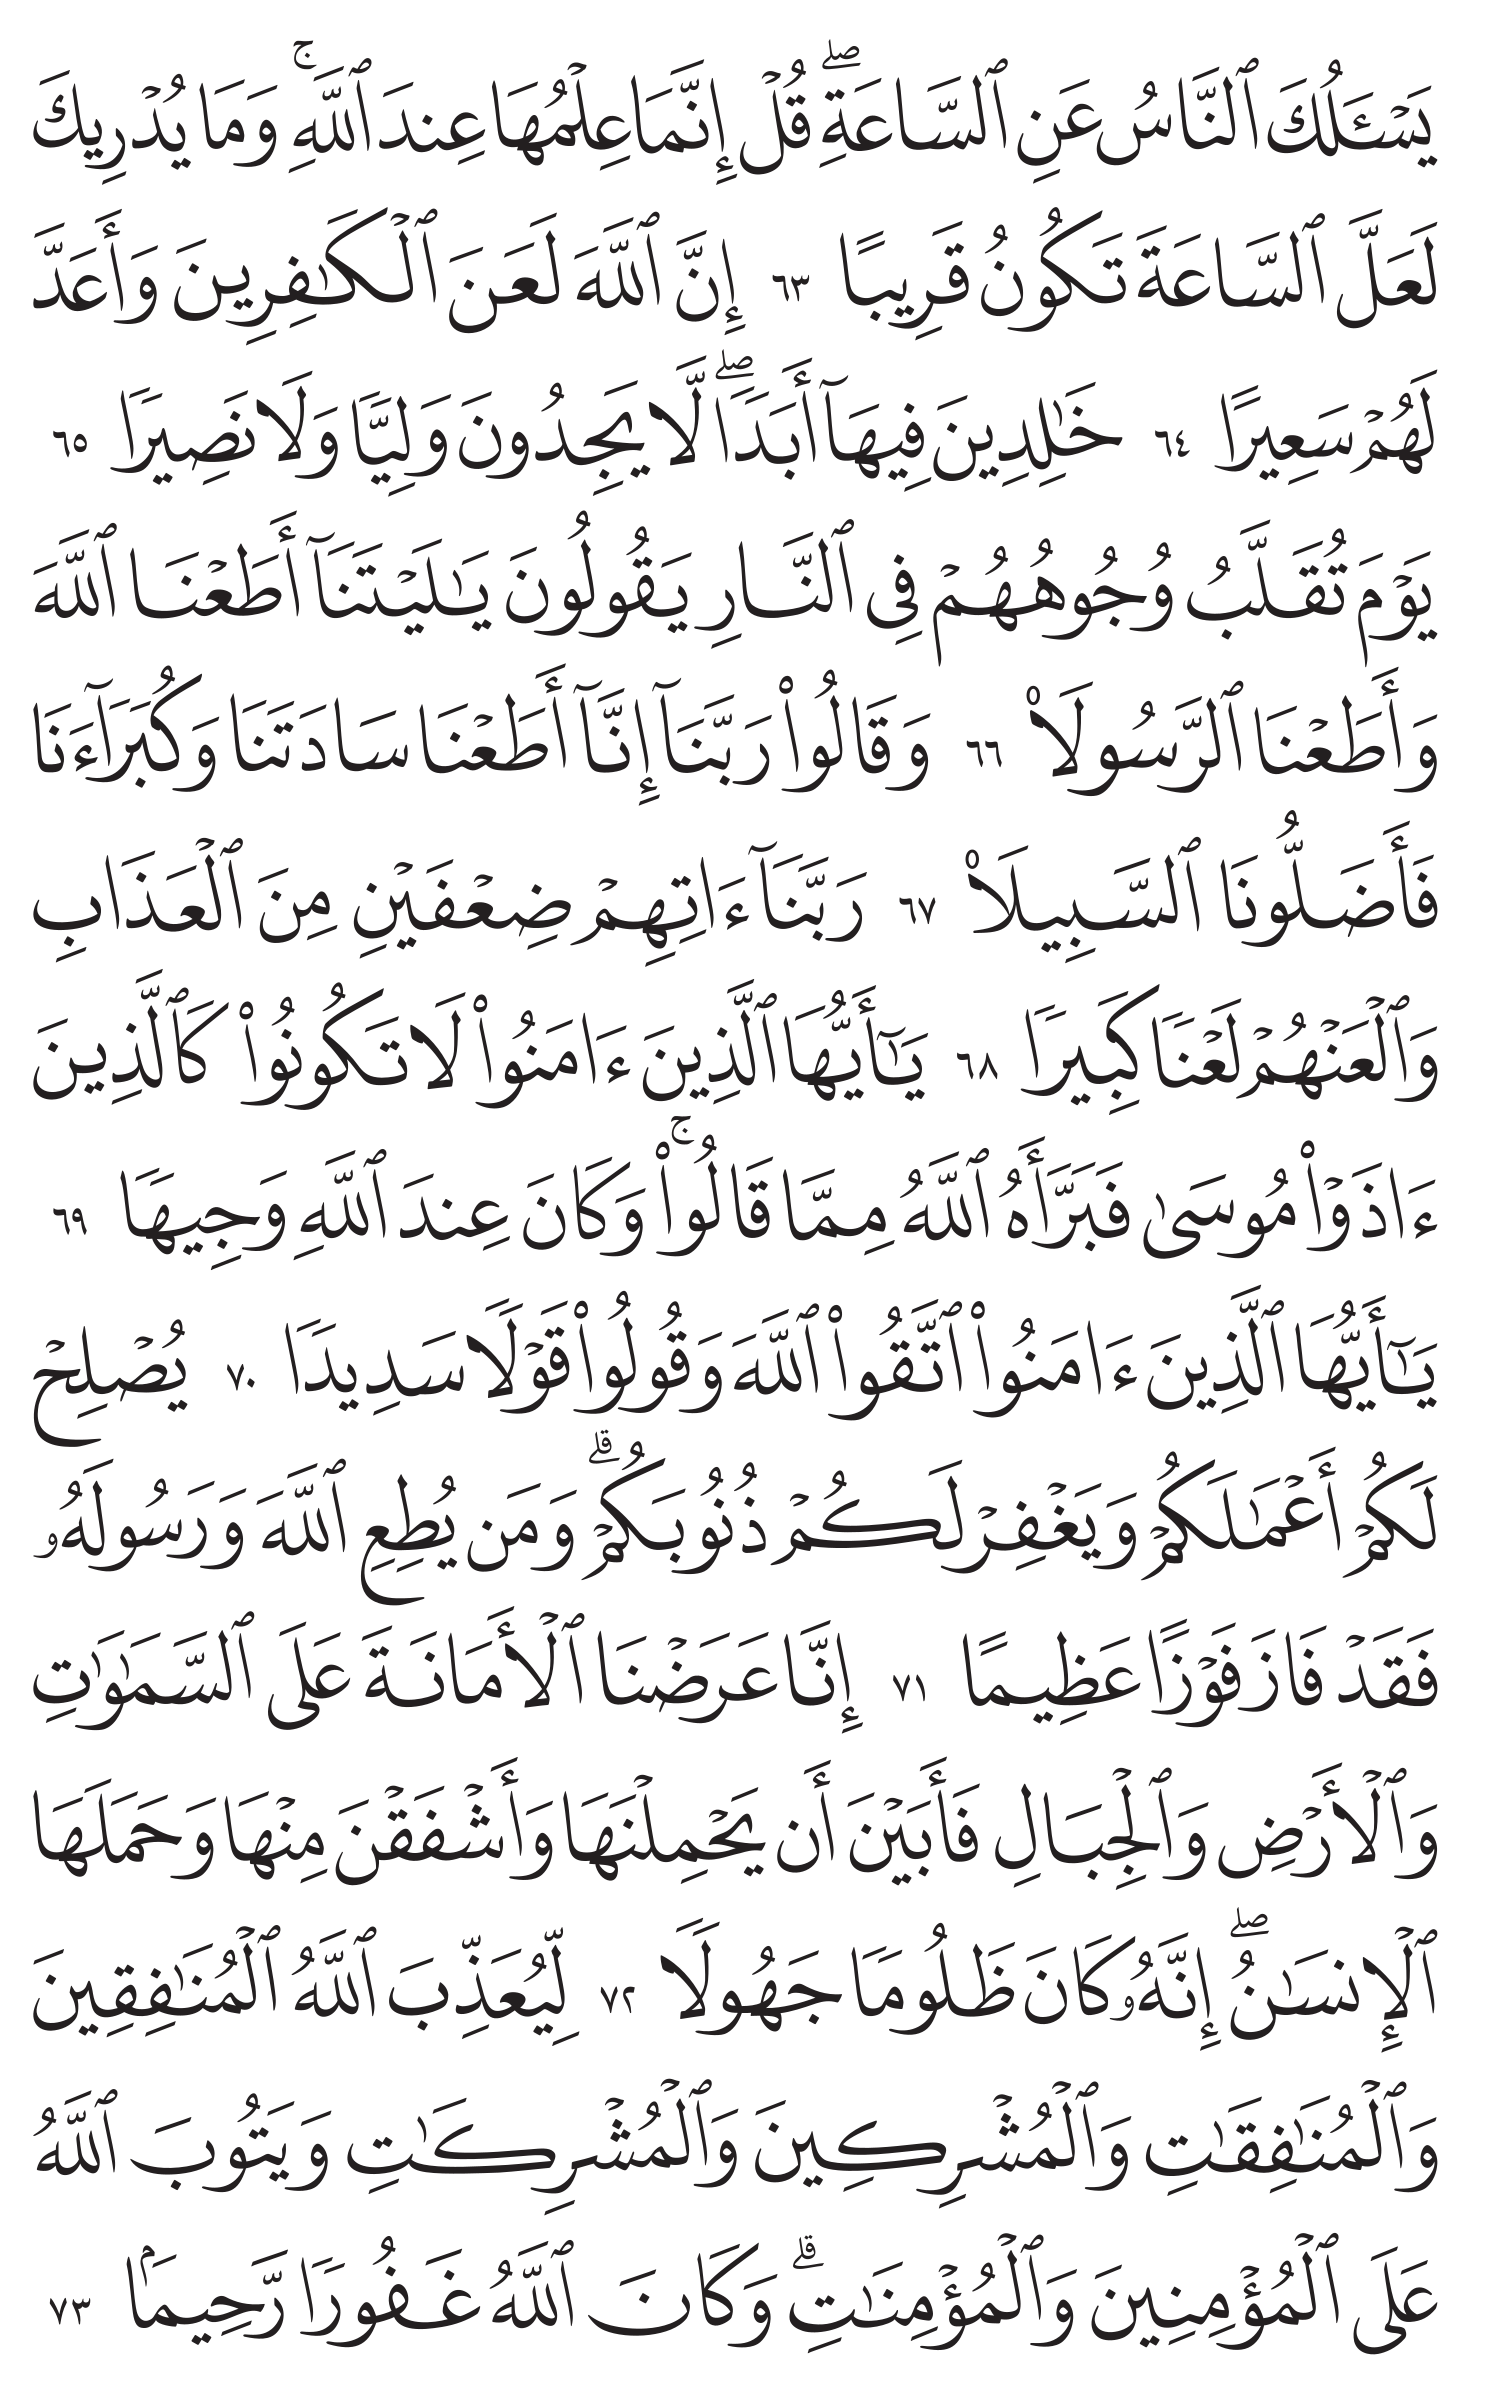 يَسْـَٔلُكَ ٱلنَّاسُ عَنِ ٱلسَّاعَةِ ۖ قُلْ إِنَّمَا عِلْمُهَا عِندَ ٱللَّهِ ۚ وَمَا يُدْرِيكَ
لَعَلَّ ٱلسَّاعَةَ تَكُونُ قَرِيبًا ٦٣ إِنَّ ٱللَّهَ لَعَنَ ٱلْكَـٰفِرِينَ وَأَعَدَّ
لَهُمْ سَعِيرًا ٦٤ خَـٰلِدِينَ فِيهَآ أَبَدًا ۖ لَّا يَجِدُونَ وَلِيًّا وَلَا نَصِيرًا ٦٥
يَوْمَ تُقَلَّبُ وُجُوهُهُمْ فِى ٱلنَّارِ يَقُولُونَ يَـٰلَيْتَنَآ أَطَعْنَا ٱللَّهَ
وَأَطَعْنَا ٱلرَّسُولَا۠ ٦٦ وَقَالُوا۟ رَبَّنَآ إِنَّآ أَطَعْنَا سَادَتَنَا وَكُبَرَآءَنَا
فَأَضَلُّونَا ٱلسَّبِيلَا۠ ٦٧ رَبَّنَآ ءَاتِهِمْ ضِعْفَيْنِ مِنَ ٱلْعَذَابِ
وَٱلْعَنْهُمْ لَعْنًا كَبِيرًا ٦٨ يَـٰٓأَيُّهَا ٱلَّذِينَ ءَامَنُوا۟ لَا تَكُونُوا۟ كَٱلَّذِينَ
ءَاذَوْا۟ مُوسَىٰ فَبَرَّأَهُ ٱللَّهُ مِمَّا قَالُوا۟ ۚ وَكَانَ عِندَ ٱللَّهِ وَجِيهًا ٦٩
يَـٰٓأَيُّهَا ٱلَّذِينَ ءَامَنُوا۟ ٱتَّقُوا۟ ٱللَّهَ وَقُولُوا۟ قَوْلًا سَدِيدًا ٧٠ يُصْلِحْ
لَكُمْ أَعْمَـٰلَكُمْ وَيَغْفِرْ لَكُمْ ذُنُوبَكُمْ ۗ وَمَن يُطِعِ ٱللَّهَ وَرَسُولَهُۥ
فَقَدْ فَازَ فَوْزًا عَظِيمًا ٧١ إِنَّا عَرَضْنَا ٱلْأَمَانَةَ عَلَى ٱلسَّمَـٰوَٰتِ
وَٱلْأَرْضِ وَٱلْجِبَالِ فَأَبَيْنَ أَن يَحْمِلْنَهَا وَأَشْفَقْنَ مِنْهَا وَحَمَلَهَا
ٱلْإِنسَـٰنُ ۖ إِنَّهُۥ كَانَ ظَلُومًا جَهُولًا ٧٢ لِّيُعَذِّبَ ٱللَّهُ ٱلْمُنَـٰفِقِينَ
وَٱلْمُنَـٰفِقَـٰتِ وَٱلْمُشْرِكِينَ وَٱلْمُشْرِكَـٰتِ وَيَتُوبَ ٱللَّهُ
عَلَى ٱلْمُؤْمِنِينَ وَٱلْمُؤْمِنَـٰتِ ۗ وَكَانَ ٱللَّهُ غَفُورًا رَّحِيمًۢا ٧٣